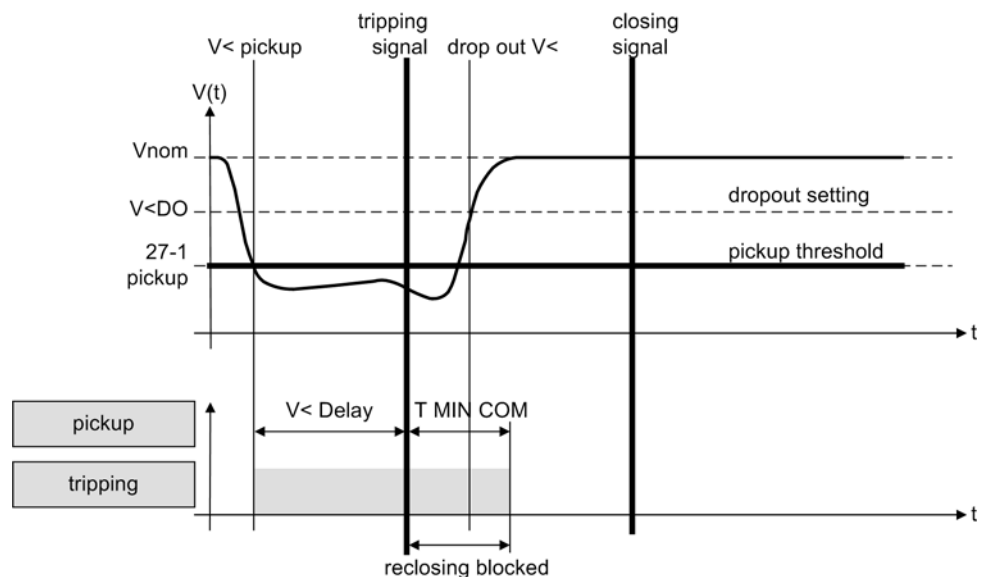 tripping
signal
closing
signal
V< pickup
drop out V<
V(t)
Vnom
V<DO
dropout setting
27-1
pickup
pickup threshold
t
V< Delay
T MIN COM
pickup
tripping
t
reclosing blocked